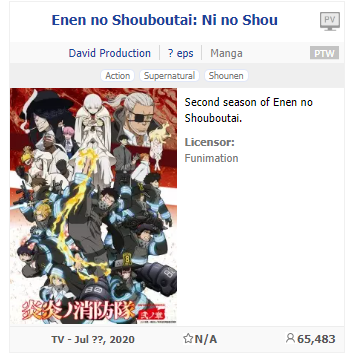 Enen no Shouboutai: Ni no Shou
PV
David Production ? eps Manga
PTW
Action Supernatural Shounen
Second season of Enen no
Shouboutai.
Licensor:
Funimation
炎炎ノ消防隊 弐ノ章
TV - Jul ??, 2020 N/A 65,483